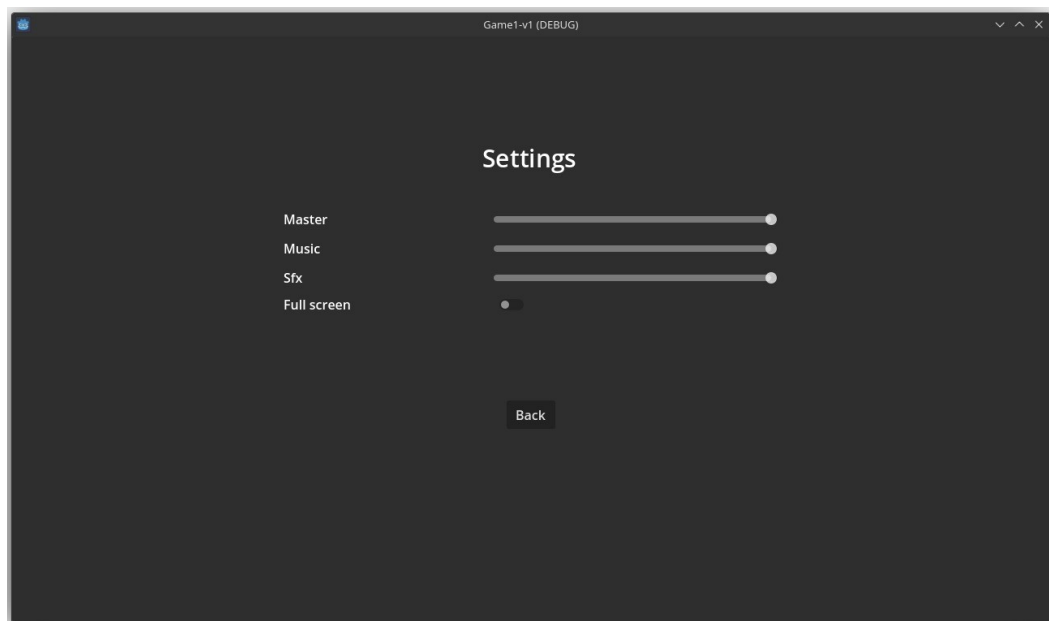 Game1-v1 (DEBUG)
Settings
Master
Music
Sfx
Full screen
Back